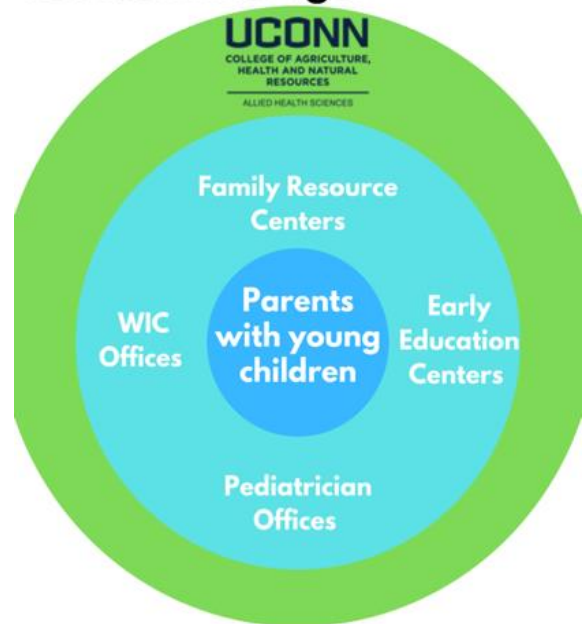 UCONN
COLLEGE OF AGRICULTURE,
HEALTH AND NATURAL
RESOURCES
ALLIED HEALTH SCIENCES
Family Resource
Centers
WIC
Offices
Parents
with young
children
Early
Education
Centers
Pediatrician
Offices